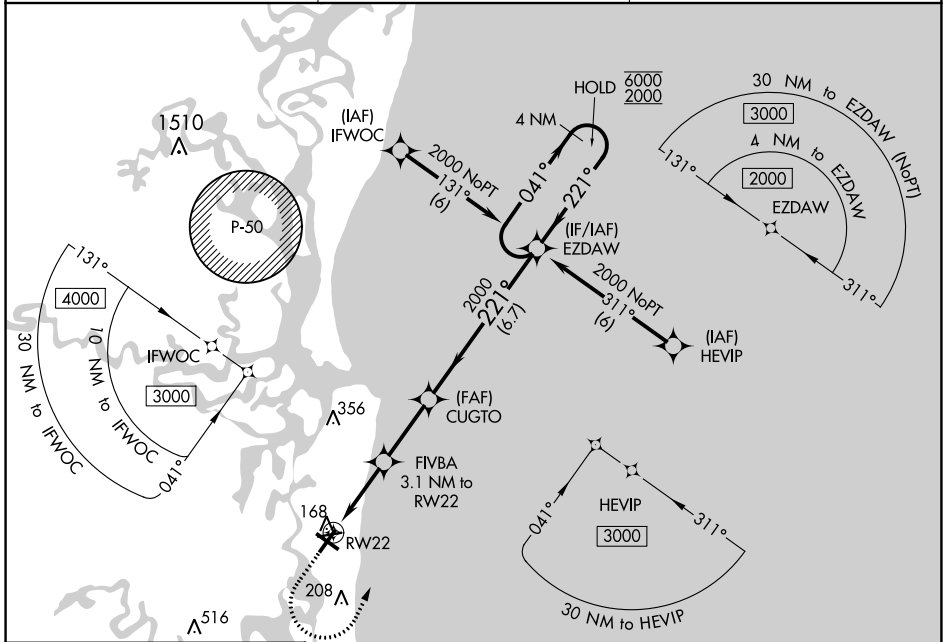 1510
P-50
(IAF)
IFWOC
2000 NoPT
131°
(6)
HOLD 6000
2000
4 NM
041°
221°
(IF/IAF)
EZDAW
2000
221°
(6.7)
2000 NoPT
311°
(6)
(IAF)
HEVIP
(FAF)
CUGTO
FIVBA
3.1 NM to
RW22
356
168
RW22
208
516
30 NM to EZDAW (NoPT)
3000
4 NM to EZDAW
2000
EZDAW
131°
311°
131°
4000
30 NM to IFWOC
10 NM to IFWOC
IFWOC
3000
041°
HEVIP
3000
041°
311°
30 NM to HEVIP